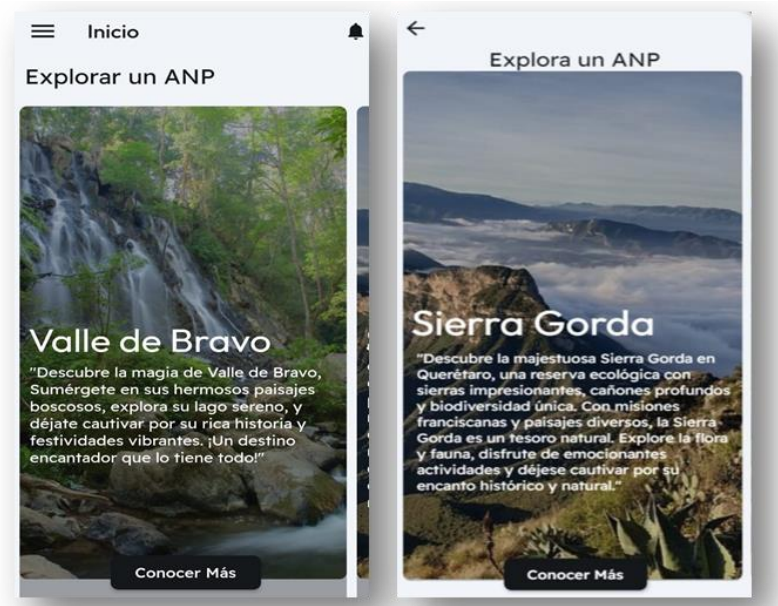 Inicio
Explorar un ANP
Valle de Bravo
"Descubre la magia de Valle de Bravo,
Sumérgete en sus hermosos paisajes
boscosos, explora su lago sereno, y
déjate cautivar por su rica historia y
festividades vibrantes. ¡Un destino
encantador que lo tiene todo!"
Conocer Más
Explora un ANP
Sierra Gorda
"Descubre la majestuosa Sierra Gorda en
Querétaro, una reserva ecológica con
sierras impresionantes, cañones profundos
y biodiversidad única. Con misiones
franciscanas y paisajes diversos, la Sierra
Gorda es un tesoro natural. Explore la flora
y fauna, disfrute de emocionantes
actividades y déjese cautivar por su
encanto histórico y natural."
Conocer Más